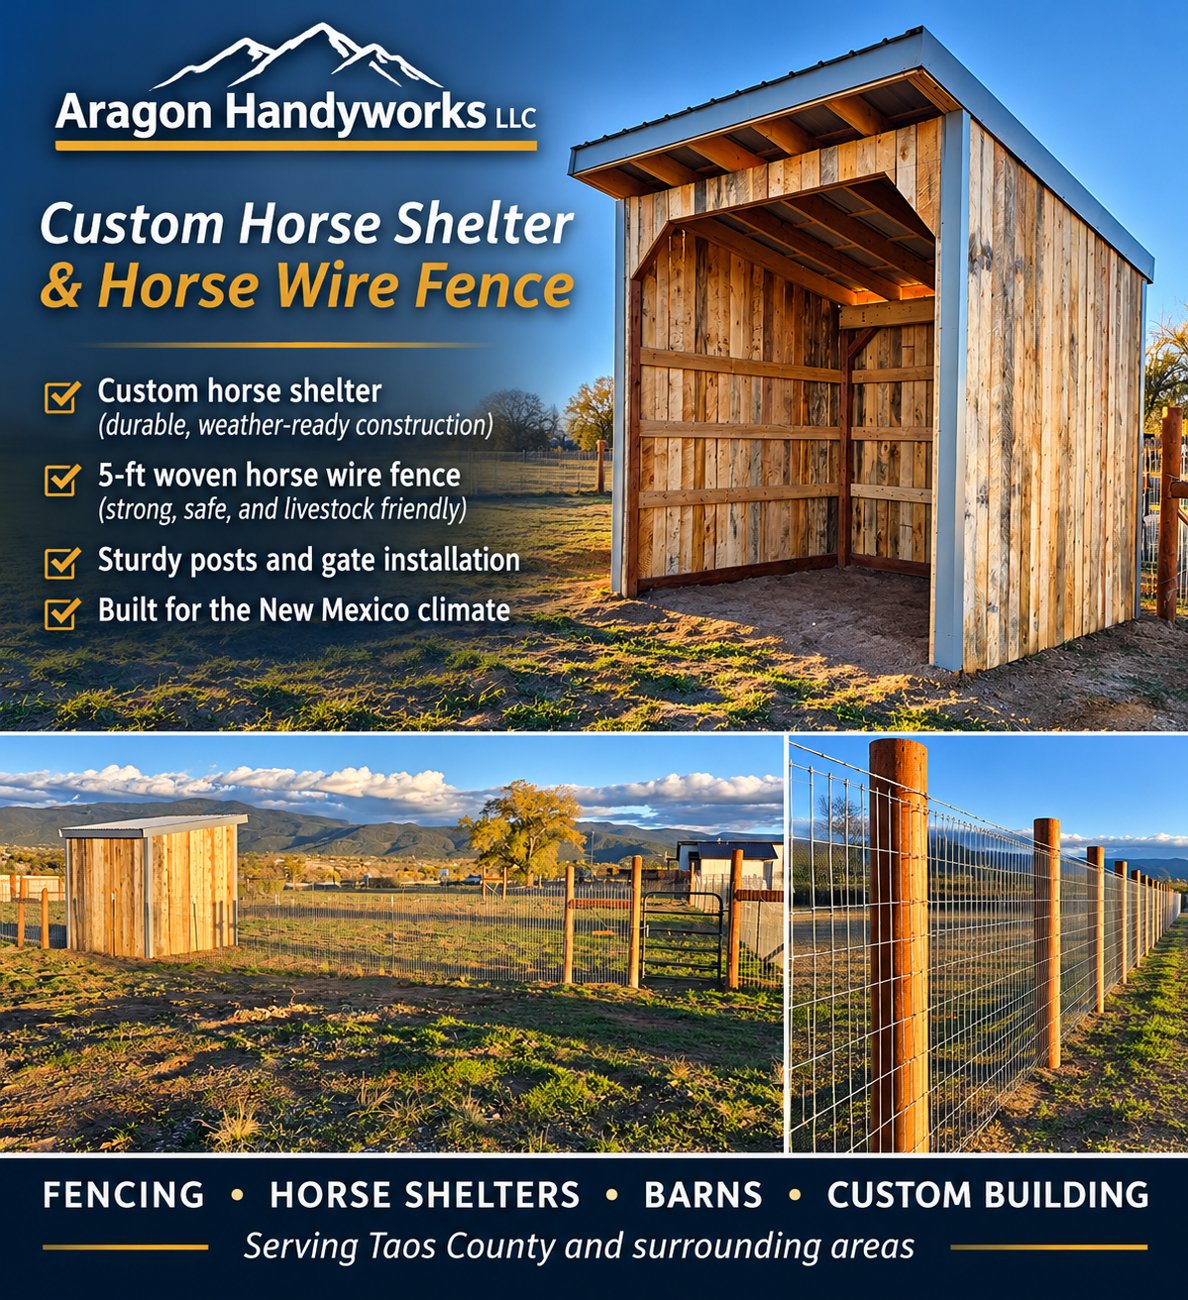 Aragon Handyworks LLC
Custom Horse Shelter
& Horse Wire Fence
Custom horse shelter
(durable, weather-ready construction)
5-ft woven horse wire fence
(strong, safe, and livestock friendly)
Sturdy posts and gate installation
Built for the New Mexico climate
FENCING • HORSE SHELTERS • BARNS • CUSTOM BUILDING
Serving Taos County and surrounding areas